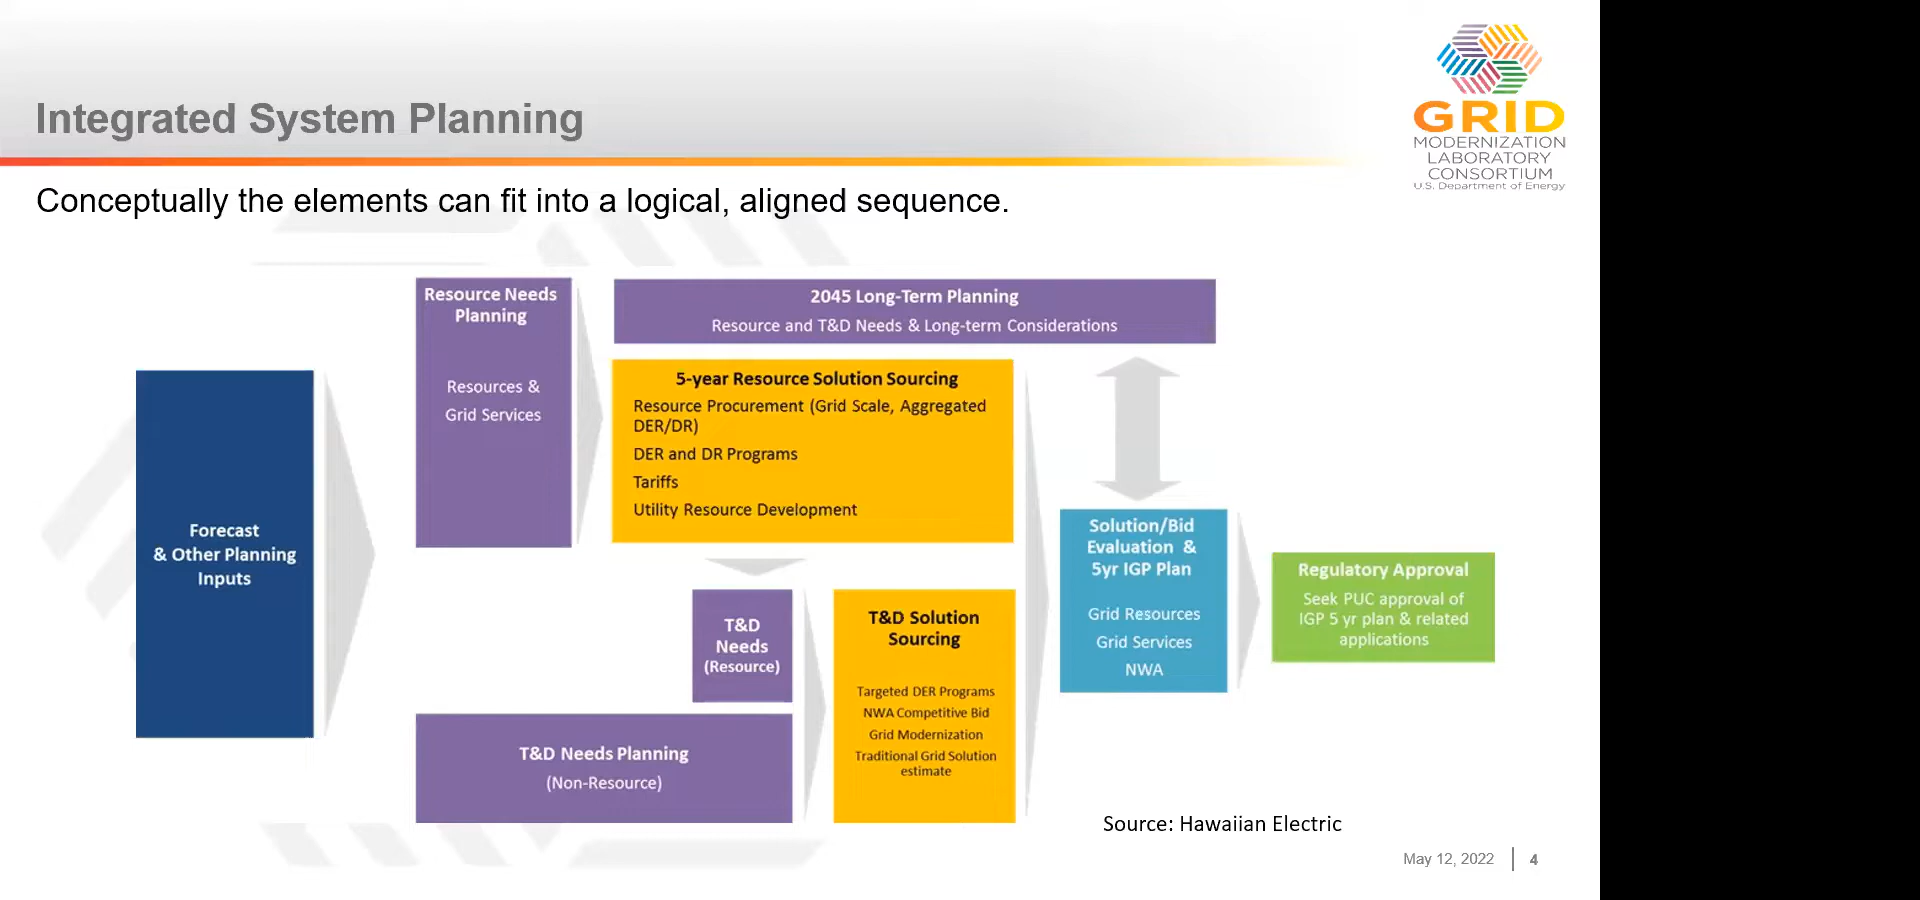 Integrated System Planning
GRID
MODERNIZATION
LABORATORY
CONSORTIUM
U.S. Department of Energy
Conceptually the elements can fit into a logical, aligned sequence.
Forecast
& Other Planning
Inputs
Resource Needs
Planning
Resources &
Grid Services
2045 Long-Term Planning
Resource and T&D Needs & Long-term Considerations
5-year Resource Solution Sourcing
Resource Procurement (Grid Scale, Aggregated
DER/DR)
DER and DR Programs
Tariffs
Utility Resource Development
T&D
Needs
(Resource)
T&D Needs Planning
(Non-Resource)
T&D Solution
Sourcing
Targeted DER Programs
NWA Competitive Bid
Grid Modernization
Traditional Grid Solution
estimate
Solution/Bid
Evaluation &
5yr IGP Plan
Grid Resources
Grid Services
NWA
Regulatory Approval
Seek PUC approval of
IGP 5 yr plan & related
applications
Source: Hawaiian Electric
May 12, 2022
4